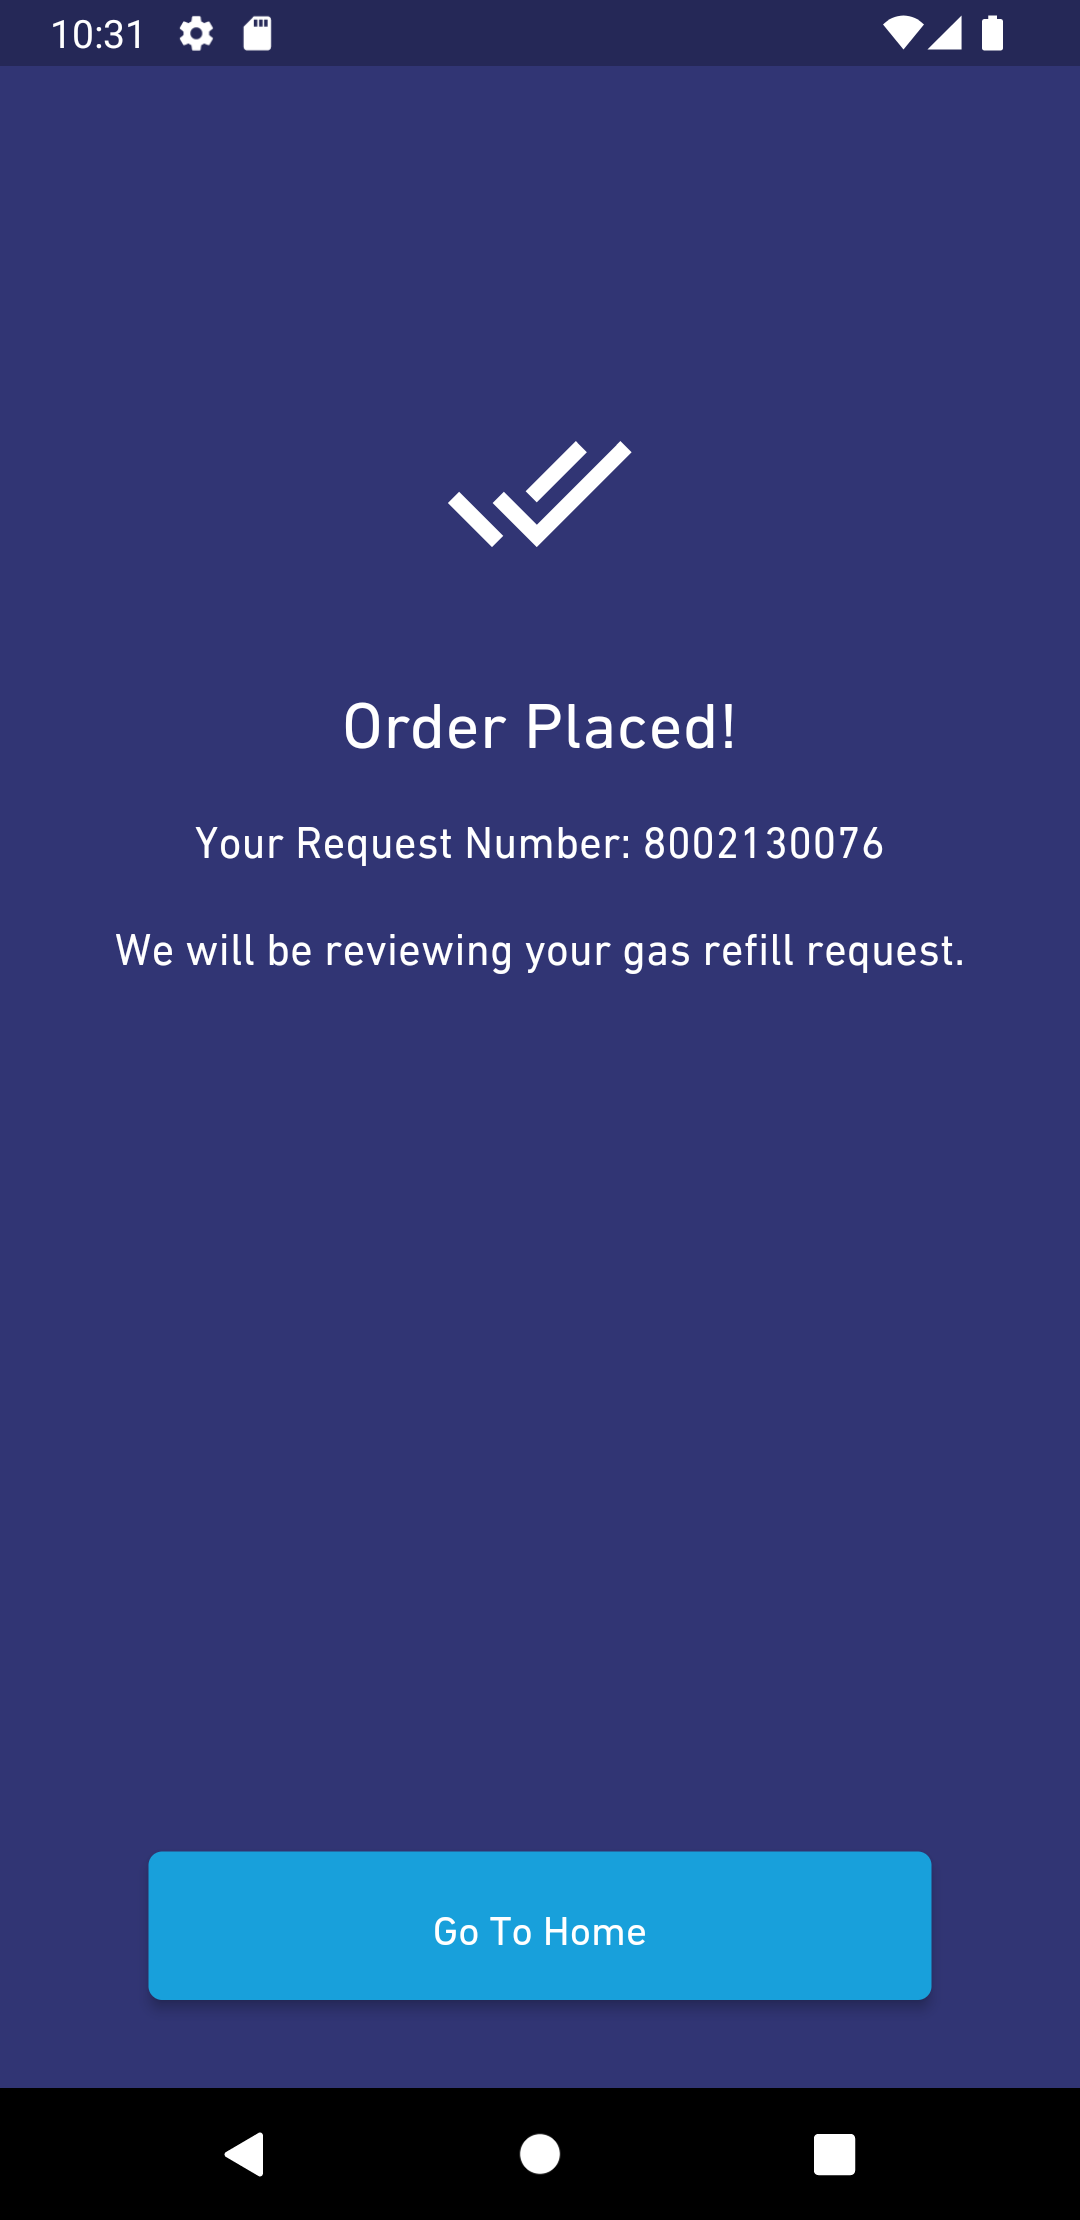 10:31
Order Placed!
Your Request Number: 8002130076
We will be reviewing your gas refill request.
Go To Home